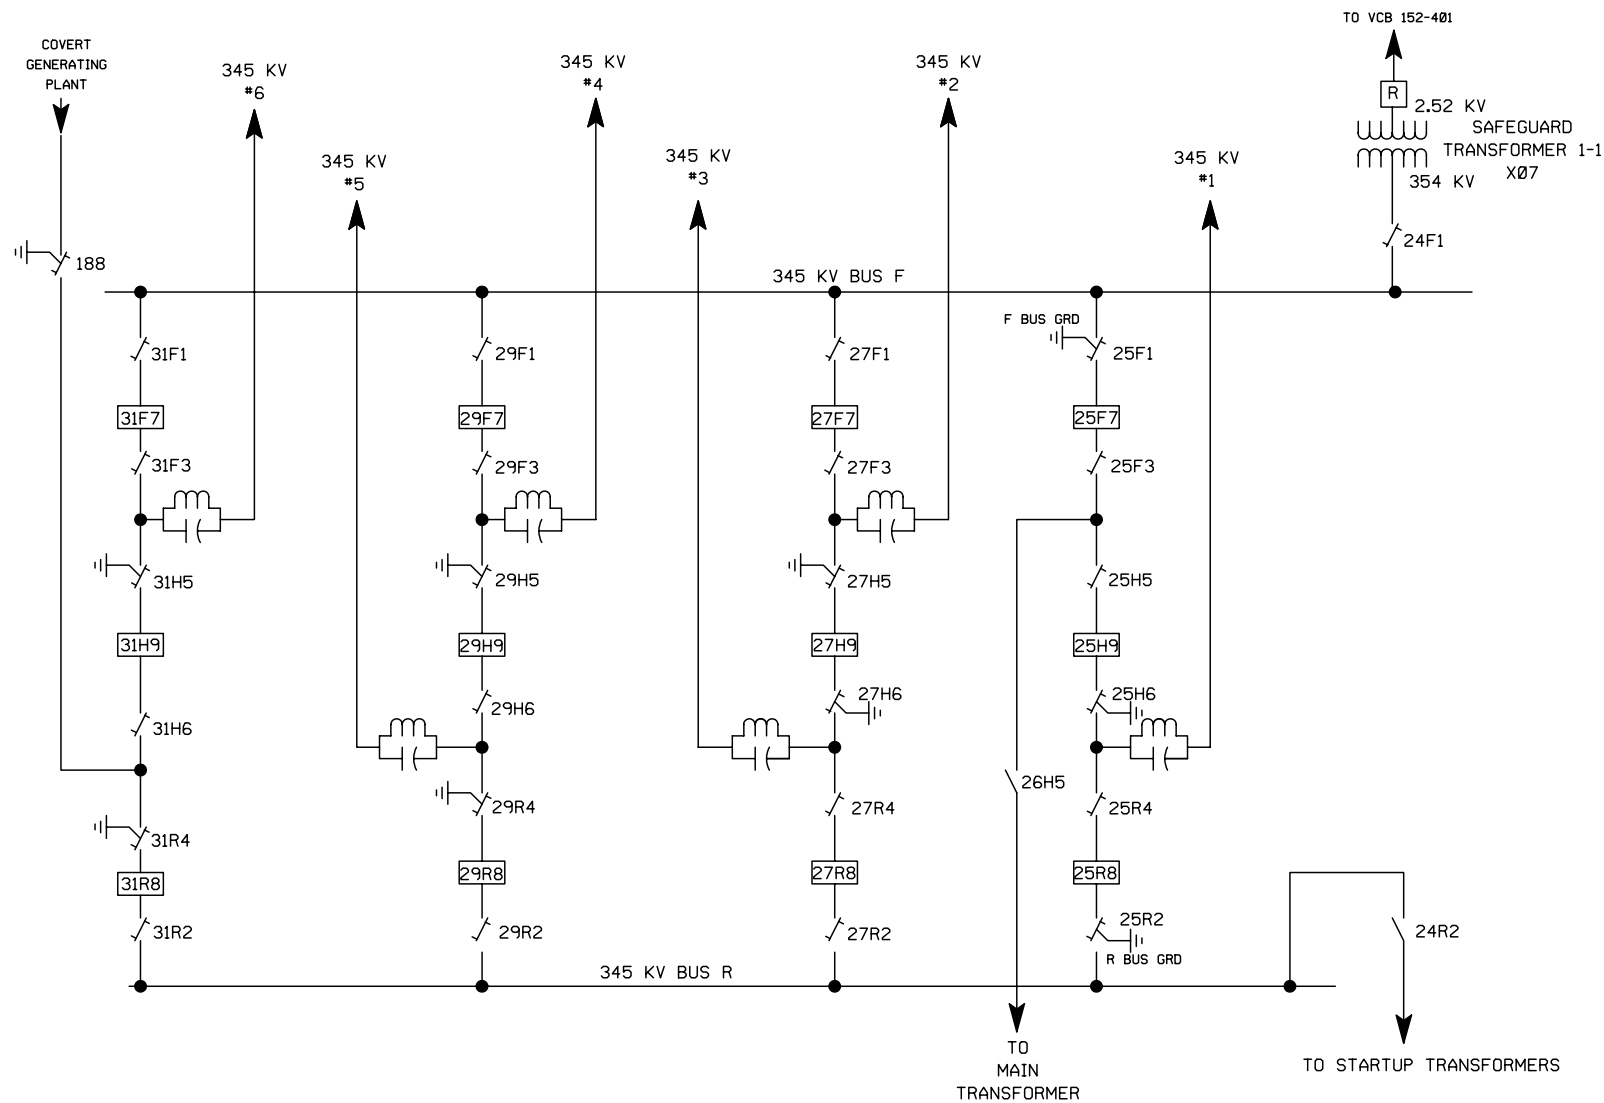 TO VCB 152-401
COVERT
GENERATING
PLANT
345 KV
#6
345 KV
#4
345 KV
#2
R
2.52 KV
SAFEGUARD
TRANSFORMER 1-1
XØ7
354 KV
345 KV
#5
345 KV
#3
345 KV
#1
24F1
188
345 KV BUS F
F BUS GRD
31F1
29F1
27F1
25F1
31F7
29F7
27F7
25F7
31F3
29F3
27F3
25F3
31H5
29H5
27H5
25H5
31H9
29H9
27H9
25H9
31H6
29H6
27H6
25H6
26H5
31R4
29R4
27R4
25R4
31R8
29R8
27R8
25R8
31R2
29R2
27R2
25R2
24R2
R BUS GRD
345 KV BUS R
TO
MAIN
TRANSFORMER
TO STARTUP TRANSFORMERS